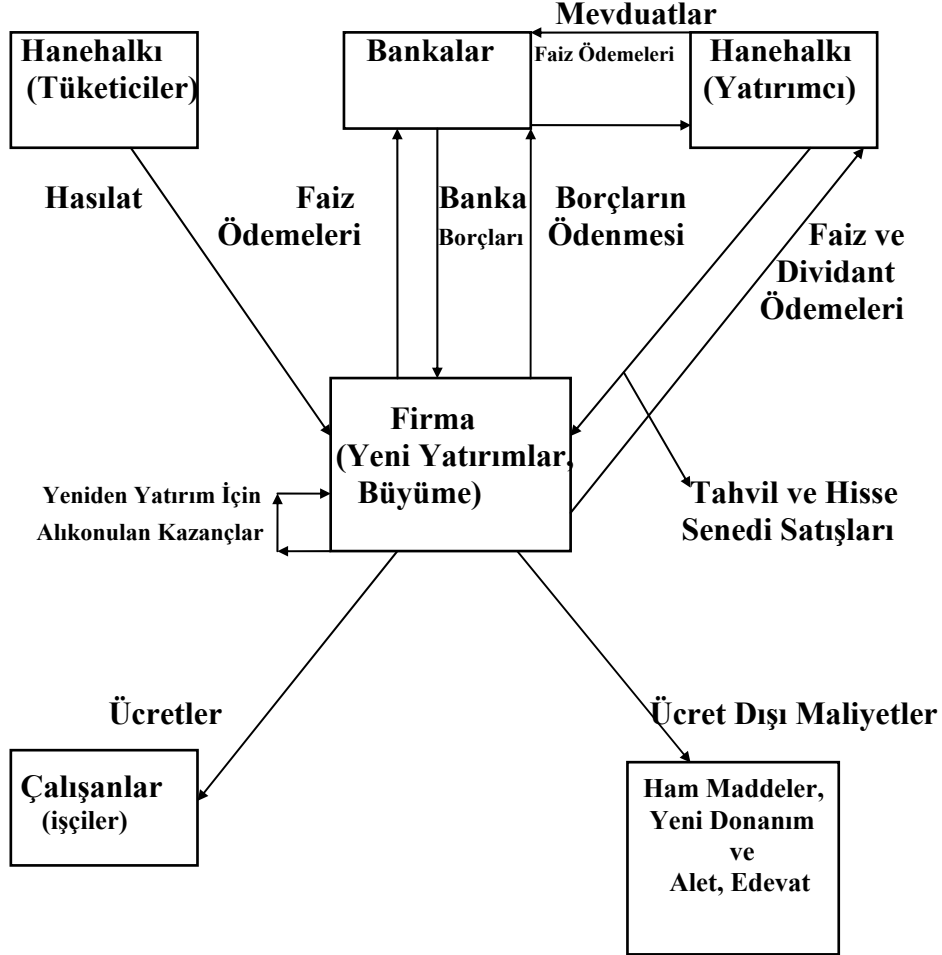 Mevduatlar
Hanehalkı
(Tüketiciler)
Bankalar
Faiz Ödemeleri
Hanehalkı
(Yatırımcı)
Hasılat
Faiz
Ödemeleri
Banka
Borçları
Borçların
Ödenmesi
Faiz ve
Dividant
Ödemeleri
Firma
(Yeni Yatırımlar,
Büyüme)
Yeniden Yatırım İçin
Alıkonulan Kazançlar
Tahvil ve Hisse
Senedi Satışları
Ücretler
Ücret Dışı Maliyetler
Çalışanlar
(işçiler)
Ham Maddeler,
Yeni Donanım
ve
Alet, Edevat